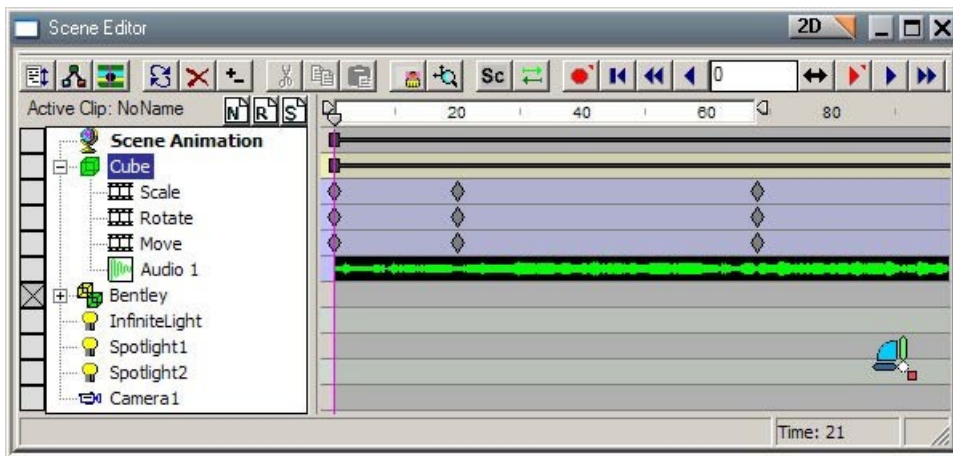 Scene Editor
2D
Sc
0
Active Clip: NoName
N R S
20 40 60 80
Scene Animation
Cube
Scale
Rotate
Move
Audio 1
Bentley
InfiniteLight
Spotlight1
Spotlight2
Camera1
Time: 21